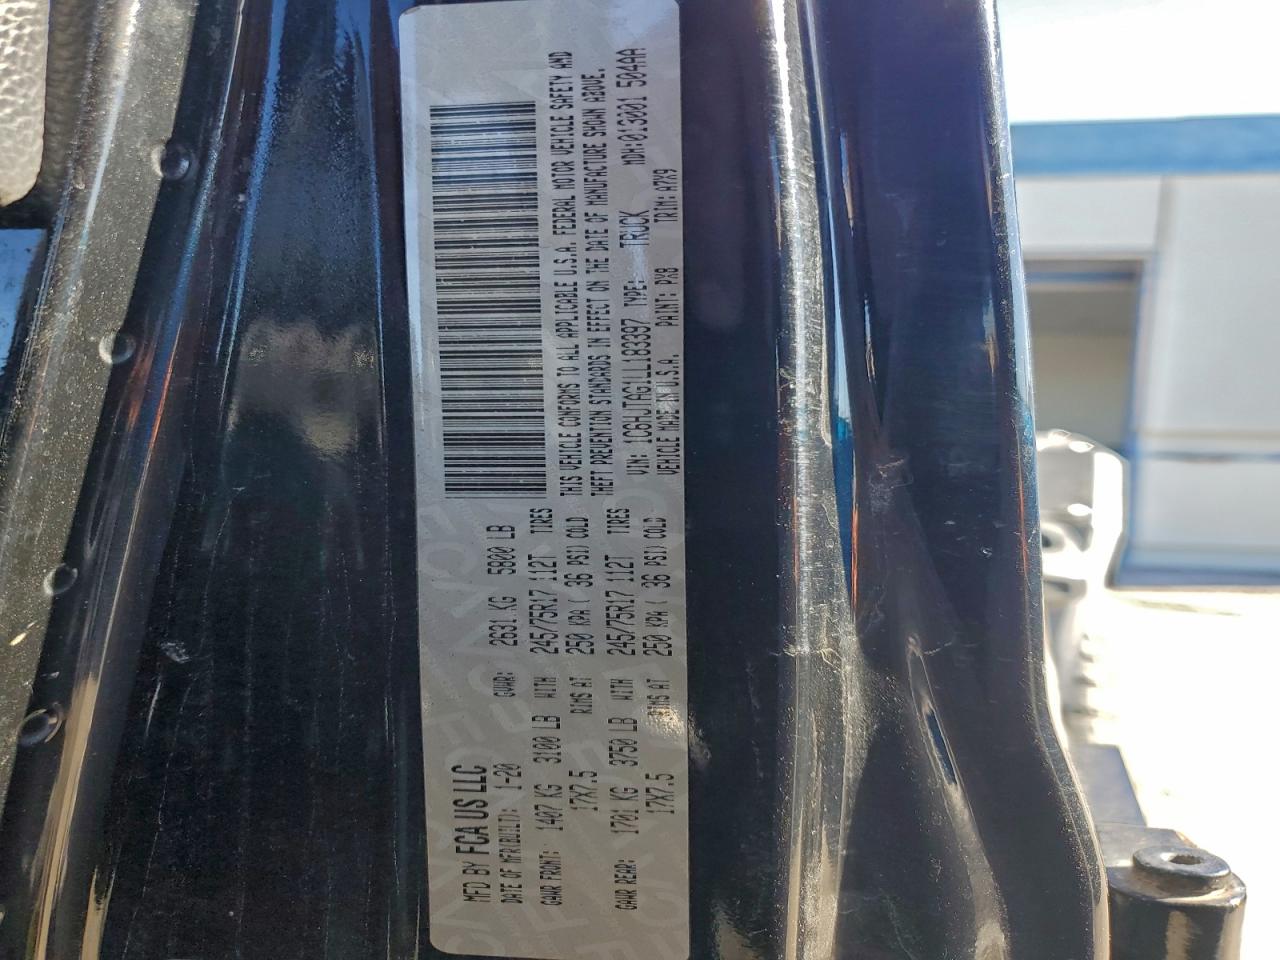 MFD BY FCA US LLC
DATE OF MFR(BUILT): 1-20 GVWR: 2631 KG 5800 LB
GAWR FRONT: 1407 KG 3100 LB WITH 245/75R17 112T TIRES
17X7.5 RIMS AT 250 KPA ( 36 PSI) COLD
GAWR REAR: 1701 KG 3750 LB WITH 245/75R17 112T TIRES
17X7.5 RIMS AT 250 KPA ( 36 PSI) COLD
THIS VEHICLE CONFORMS TO ALL APPLICABLE U.S.A. FEDERAL MOTOR VEHICLE SAFETY AND
THEFT PREVENTION STANDARDS IN EFFECT ON THE DATE OF MANUFACTURE SHOWN ABOVE.
VIN: 1C6HJTAG1LL183397 TYPE: TRUCK MDH:013001 504AA
VEHICLE MADE IN U.S.A. PAINT: PX8 TRIM: A7X9